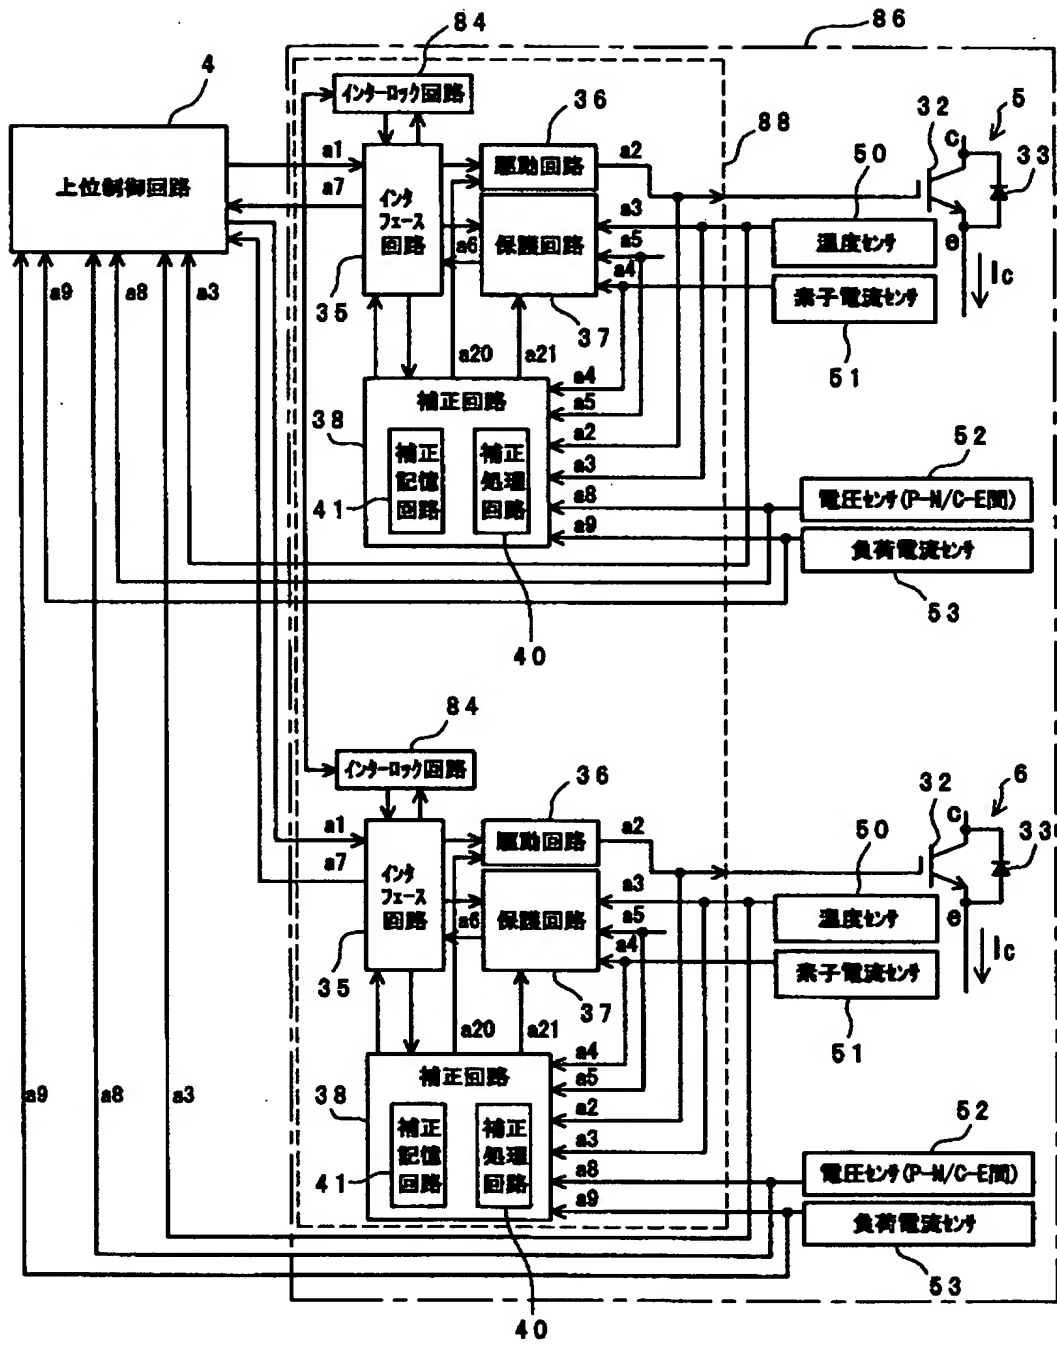 84
86
4
インターロック回路
36
32
5
88
c
上位制御回路
a1
駆動回路
a2
50
33
a7
インタ
フェース
回路
a3
保護回路
a5
温度センサ
e
a6
a4
Ic
a9
a8
a3
35
37
素子電流センサ
a20
a21
51
a4
補正回路
a5
38
補正
記憶
回路
補正
処理
回路
a2
52
a3
41
a8
電圧センサ(P-N/C-E間)
a9
負荷電流センサ
53
40
84
インターロック回路
36
32
6
c
a1
駆動回路
a2
50
33
a7
インタ
フェース
回路
a3
保護回路
a5
温度センサ
e
a6
a4
Ic
35
37
素子電流センサ
a20
a21
51
a4
補正回路
a5
a9
a8
a3
38
補正
記憶
回路
補正
処理
回路
a2
52
a3
41
a8
電圧センサ(P-N/C-E間)
a9
負荷電流センサ
53
40